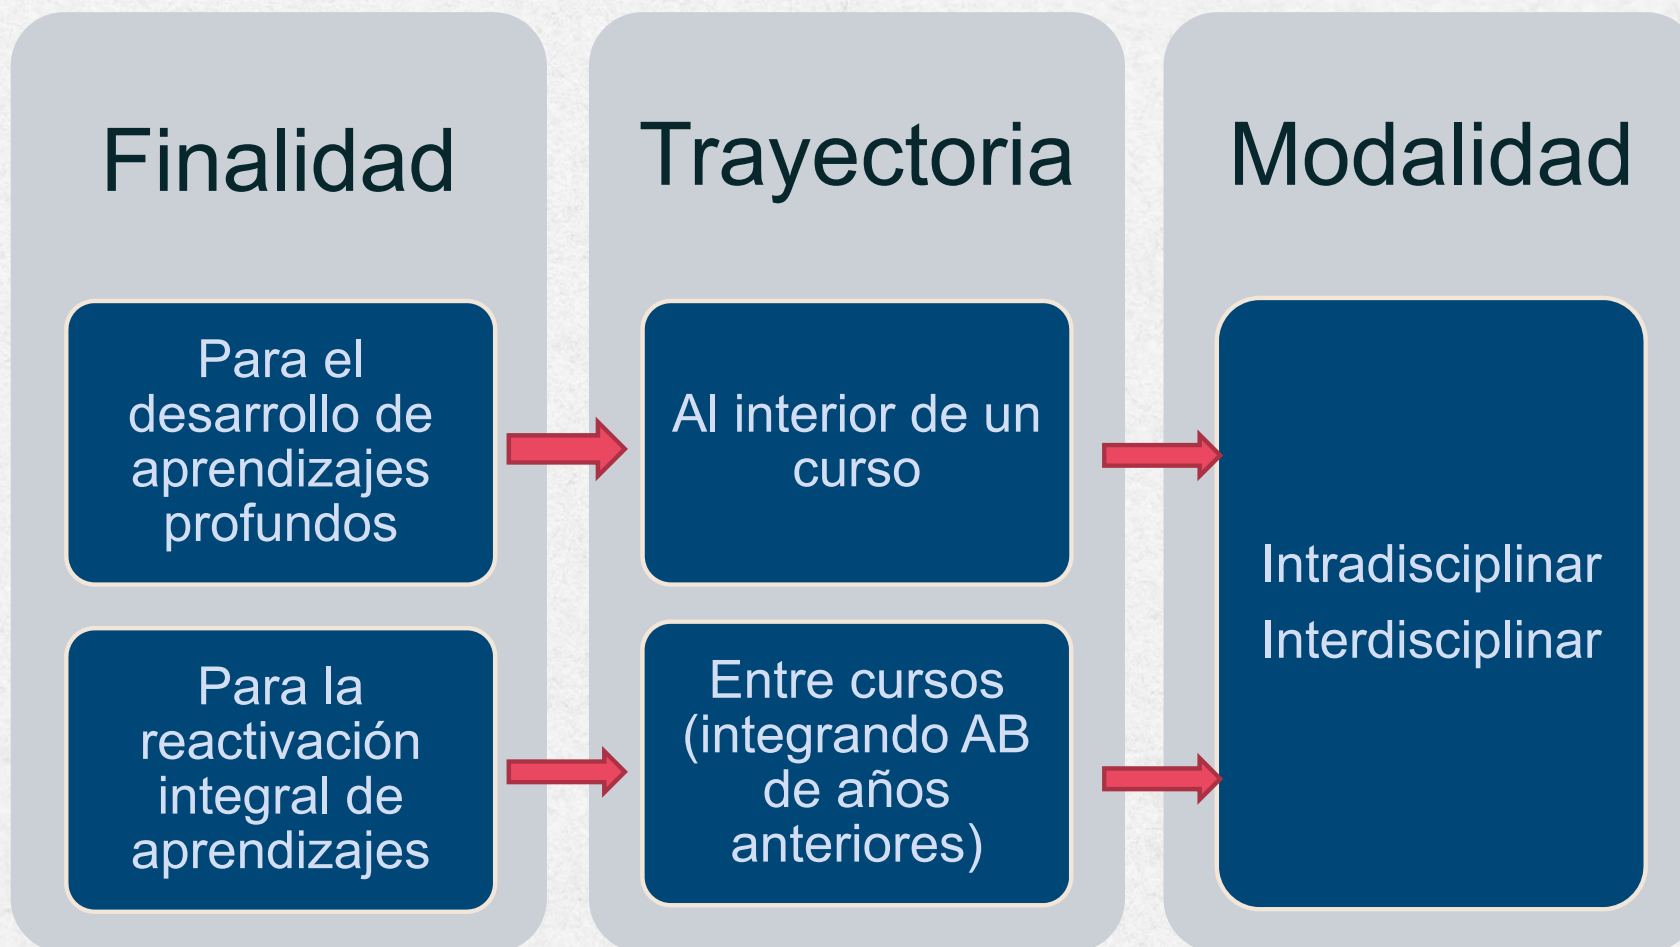 Finalidad
Para el
desarrollo de
aprendizajes
profundos
Para la
reactivación
integral de
aprendizajes
Trayectoria
Al interior de un
curso
Entre cursos
(integrando AB
de años
anteriores)
Modalidad
Intradisciplinar
Interdisciplinar